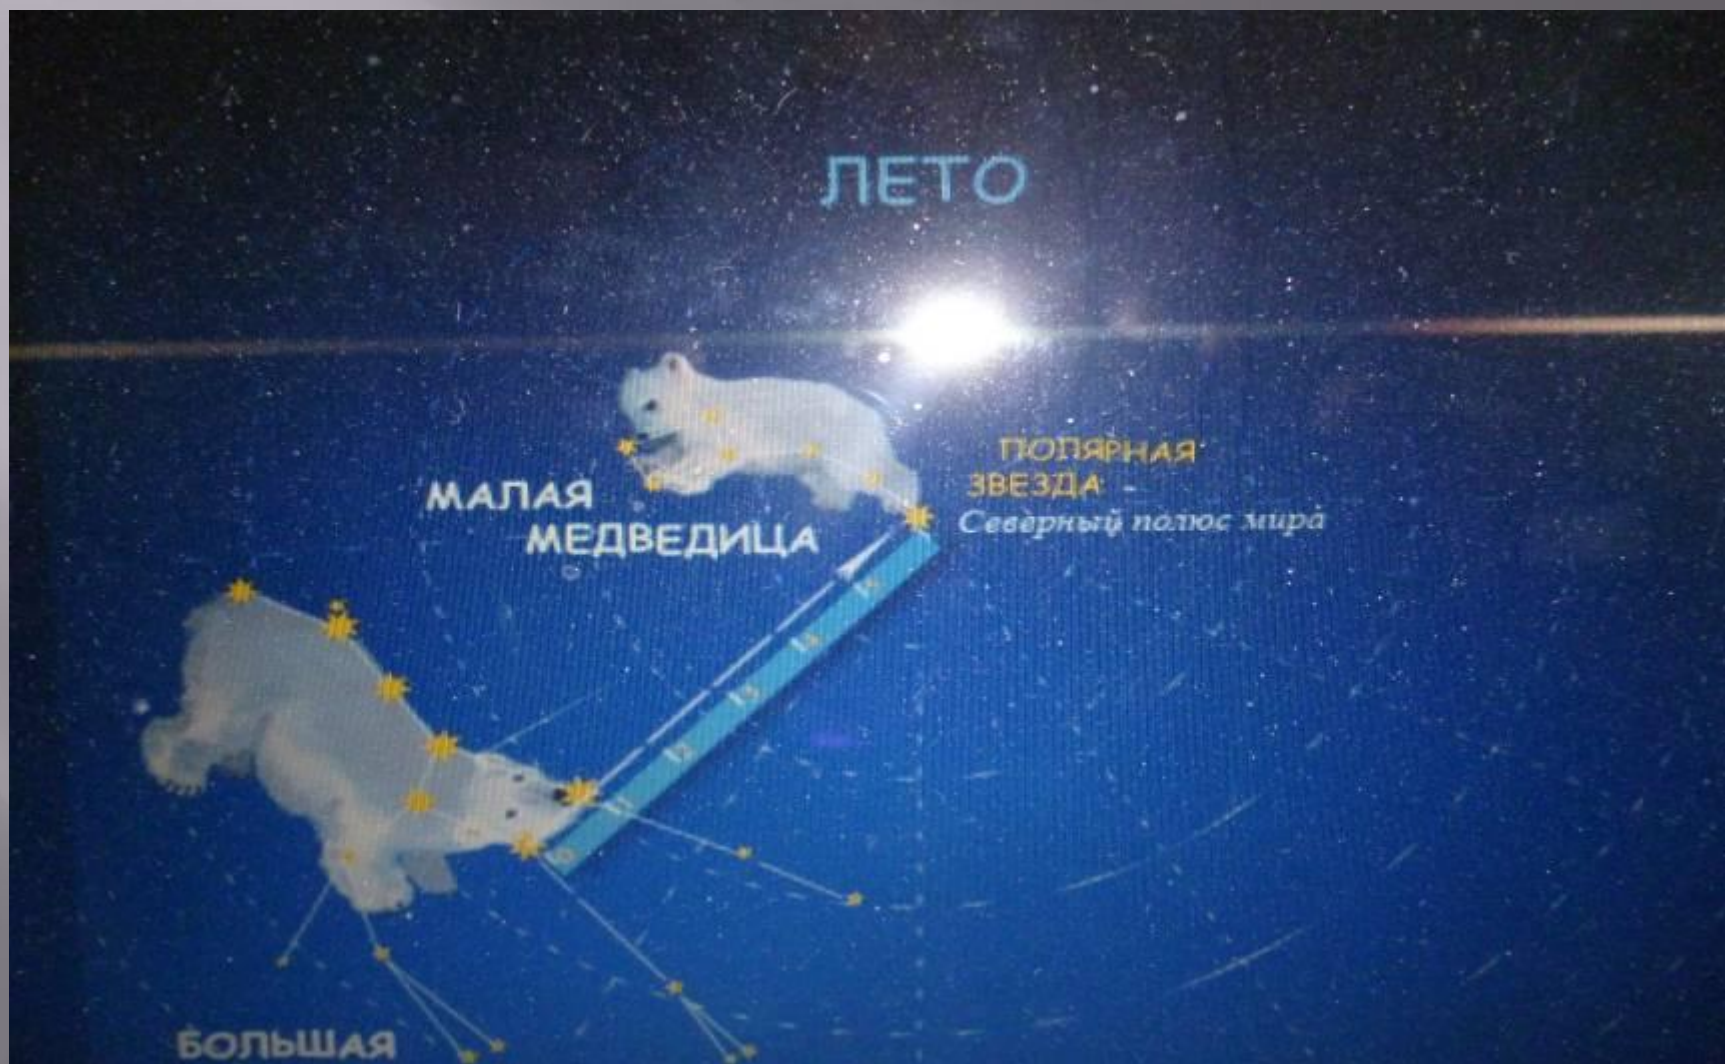 ЛЕТО
ПОЛЯРНАЯ
ЗВЕЗДА
Северный полюс мира
МАЛАЯ
МЕДВЕДИЦА
БОЛЬШАЯ